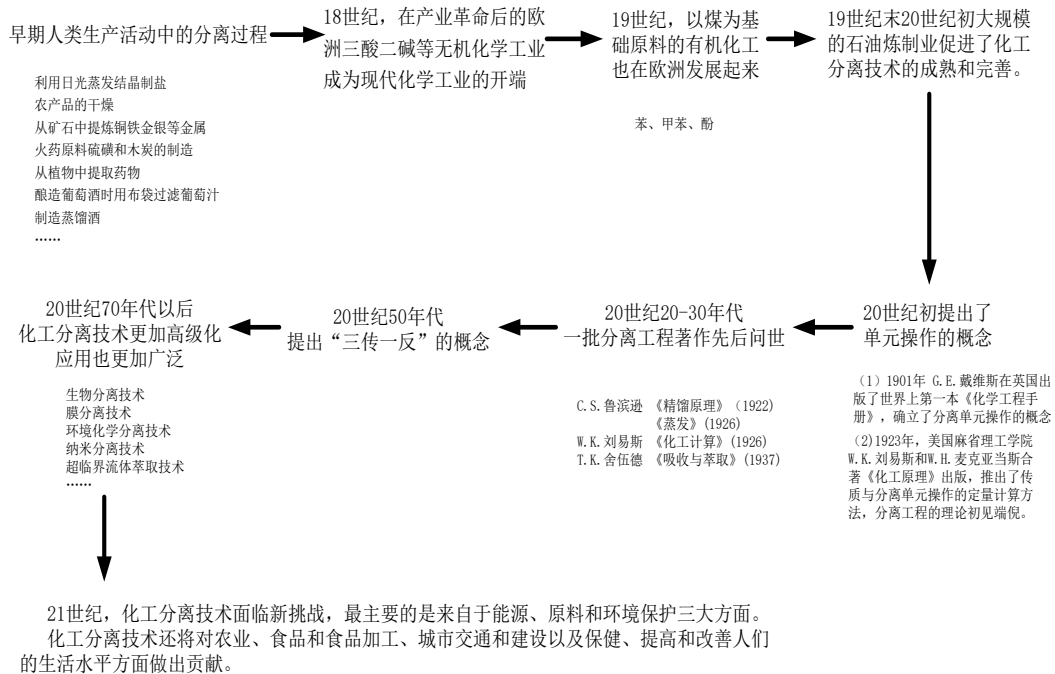 早期人类生产活动中的分离过程
利用日光蒸发结晶制盐
农产品的干燥
从矿石中提炼铜铁金银等金属
火药原料硫磺和木炭的制造
从植物中提取药物
酿造葡萄酒时用布袋过滤葡萄汁
制造蒸馏酒
……
18世纪，在产业革命后的欧
洲三酸二碱等无机化学工业
成为现代化学工业的开端
19世纪，以煤为基
础原料的有机化工
也在欧洲发展起来
苯、甲苯、酚
19世纪末20世纪初大规模
的石油炼制业促进了化工
分离技术的成熟和完善。
20世纪初提出了
单元操作的概念
（1）1901年 G.E.戴维斯在英国出
版了世界上第一本《化学工程手
册》，确立了分离单元操作的概念
(2)1923年，美国麻省理工学院
W.K.刘易斯和W.H.麦克亚当斯合
著《化工原理》出版，推出了传
质与分离单元操作的定量计算方
法，分离工程的理论初见端倪。
20世纪20-30年代
一批分离工程著作先后问世
C.S.鲁滨逊 《精馏原理》（1922)
《蒸发》(1926)
W.K.刘易斯 《化工计算》(1926)
T.K.舍伍德 《吸收与萃取》(1937)
20世纪50年代
提出“三传一反”的概念
20世纪70年代以后
化工分离技术更加高级化
应用也更加广泛
生物分离技术
膜分离技术
环境化学分离技术
纳米分离技术
超临界流体萃取技术
……
21世纪，化工分离技术面临新挑战，最主要的是来自于能源、原料和环境保护三大方面。
化工分离技术还将对农业、食品和食品加工、城市交通和建设以及保健、提高和改善人们
的生活水平方面做出贡献。